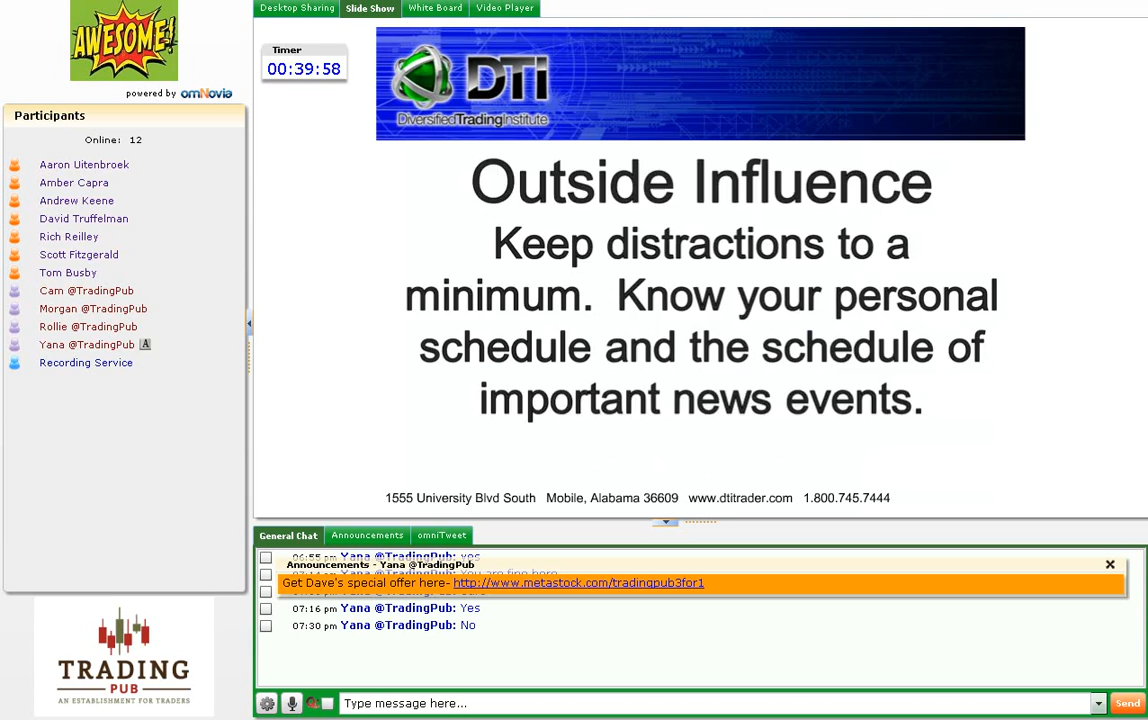 AWESOME!
powered by omNovia
Participants
Online: 12
Aaron Uitenbroek
Amber Capra
Andrew Keene
David Truffelman
Rich Reilley
Scott Fitzgerald
Tom Busby
Cam @TradingPub
Morgan @TradingPub
Rollie @TradingPub
Yana @TradingPub A
Recording Service
TRADING
PUB
AN ESTABLISHMENT FOR TRADERS
Desktop Sharing Slide Show White Board Video Player
Timer
00:39:58
DTI
DiversifiedTradingInstitute
Outside Influence
Keep distractions to a
minimum. Know your personal
schedule and the schedule of
important news events.
1555 University Blvd South Mobile, Alabama 36609 www.dtitrader.com 1.800.745.7444
General Chat Announcements omniTweet
06:55 pm Yana @TradingPub: yes
Announcements - Yana @TradingPub
You are fine here
Get Dave's special offer here- http://www.metastock.com/tradingpub3for1
07:16 pm Yana @TradingPub: Yes
07:30 pm Yana @TradingPub: No
Type message here...
Send